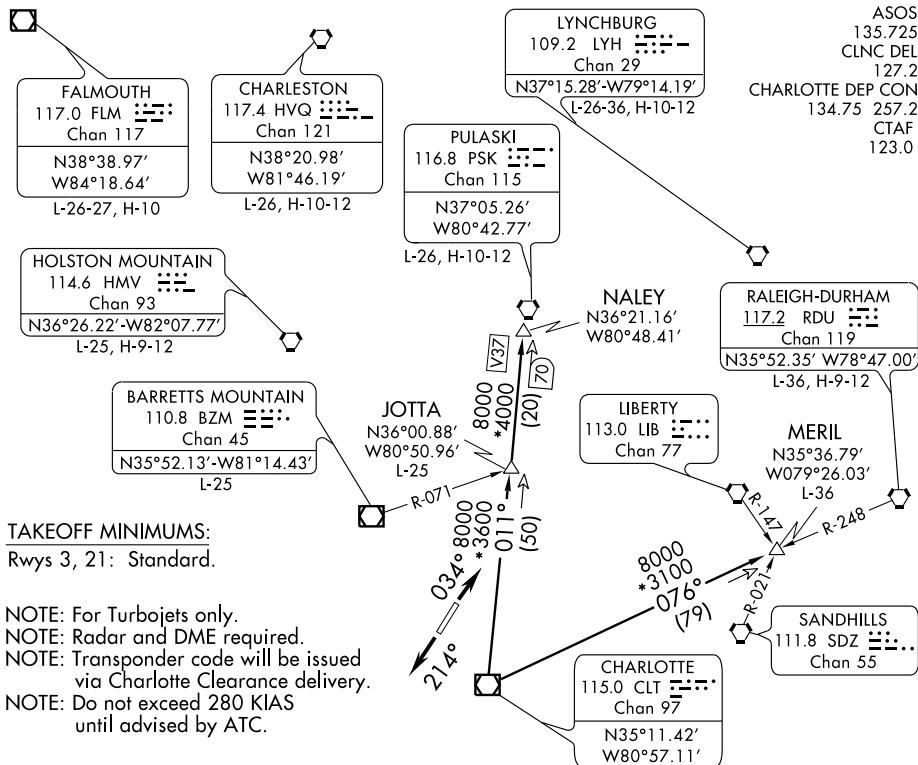 ASOS
135.725
CLNC DEL
127.2
CHARLOTTE DEP CON
134.75 257.2
CTAF
123.0
FALMOUTH
117.0 FLM
Chan 117
N38°38.97′
W84°18.64′
L-26-27, H-10
CHARLESTON
117.4 HVQ
Chan 121
N38°20.98′
W81°46.19′
L-26, H-10-12
LYNCHBURG
109.2 LYH
Chan 29
N37°15.28′-W79°14.19′
L-26-36, H-10-12
PULASKI
116.8 PSK
Chan 115
N37°05.26′
W80°42.77′
L-26, H-10-12
HOLSTON MOUNTAIN
114.6 HMV
Chan 93
N36°26.22′-W82°07.77′
L-25, H-9-12
NALEY
N36°21.16′
W80°48.41′
RALEIGH-DURHAM
117.2 RDU
Chan 119
N35°52.35′ W78°47.00′
L-36, H-9-12
BARRETTS MOUNTAIN
110.8 BZM
Chan 45
N35°52.13′-W81°14.43′
L-25
JOTTA
N36°00.88′
W80°50.96′
L-25
V37
70
8000
*4000
(20)
LIBERTY
113.0 LIB
Chan 77
MERIL
N35°36.79′
W079°26.03′
L-36
R-071
R-147
R-248
R-021
8000
*3600
011°
(50)
034°
214°
8000
*3100
076°
(79)
SANDHILLS
111.8 SDZ
Chan 55
CHARLOTTE
115.0 CLT
Chan 97
N35°11.42′
W80°57.11′
TAKEOFF MINIMUMS:
Rwys 3, 21: Standard.
NOTE: For Turbojets only.
NOTE: Radar and DME required.
NOTE: Transponder code will be issued
via Charlotte Clearance delivery.
NOTE: Do not exceed 280 KIAS
until advised by ATC.